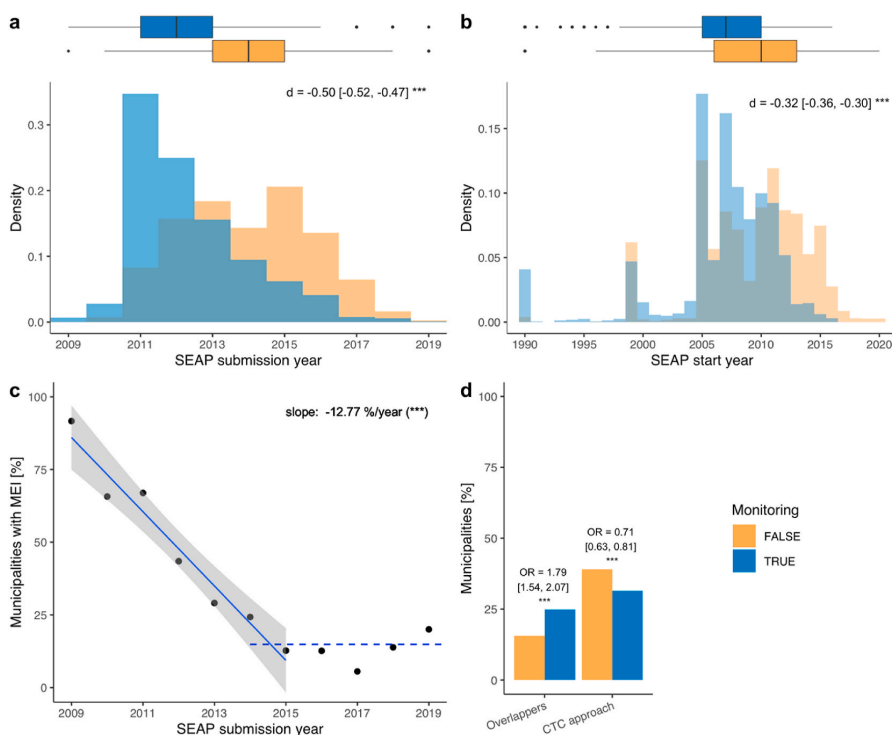 a
d = -0.50 [-0.52, -0.47] ***
Density
0.3
0.2
0.1
0.0
2009 2011 2013 2015 2017 2019
SEAP submission year
b
d = -0.32 [-0.36, -0.30] ***
Density
0.15
0.10
0.05
0.00
1990 1995 2000 2005 2010 2015 2020
SEAP start year
c
slope: -12.77 %/year (***)
Municipalities with MEI [%]
100
75
50
25
0
2009 2011 2013 2015 2017 2019
SEAP submission year
d
Municipalities [%]
100
75
50
25
0
OR = 1.79
[1.54, 2.07]
***
OR = 0.71
[0.63, 0.81]
***
Overlappers
CTC approach
Monitoring
FALSE
TRUE